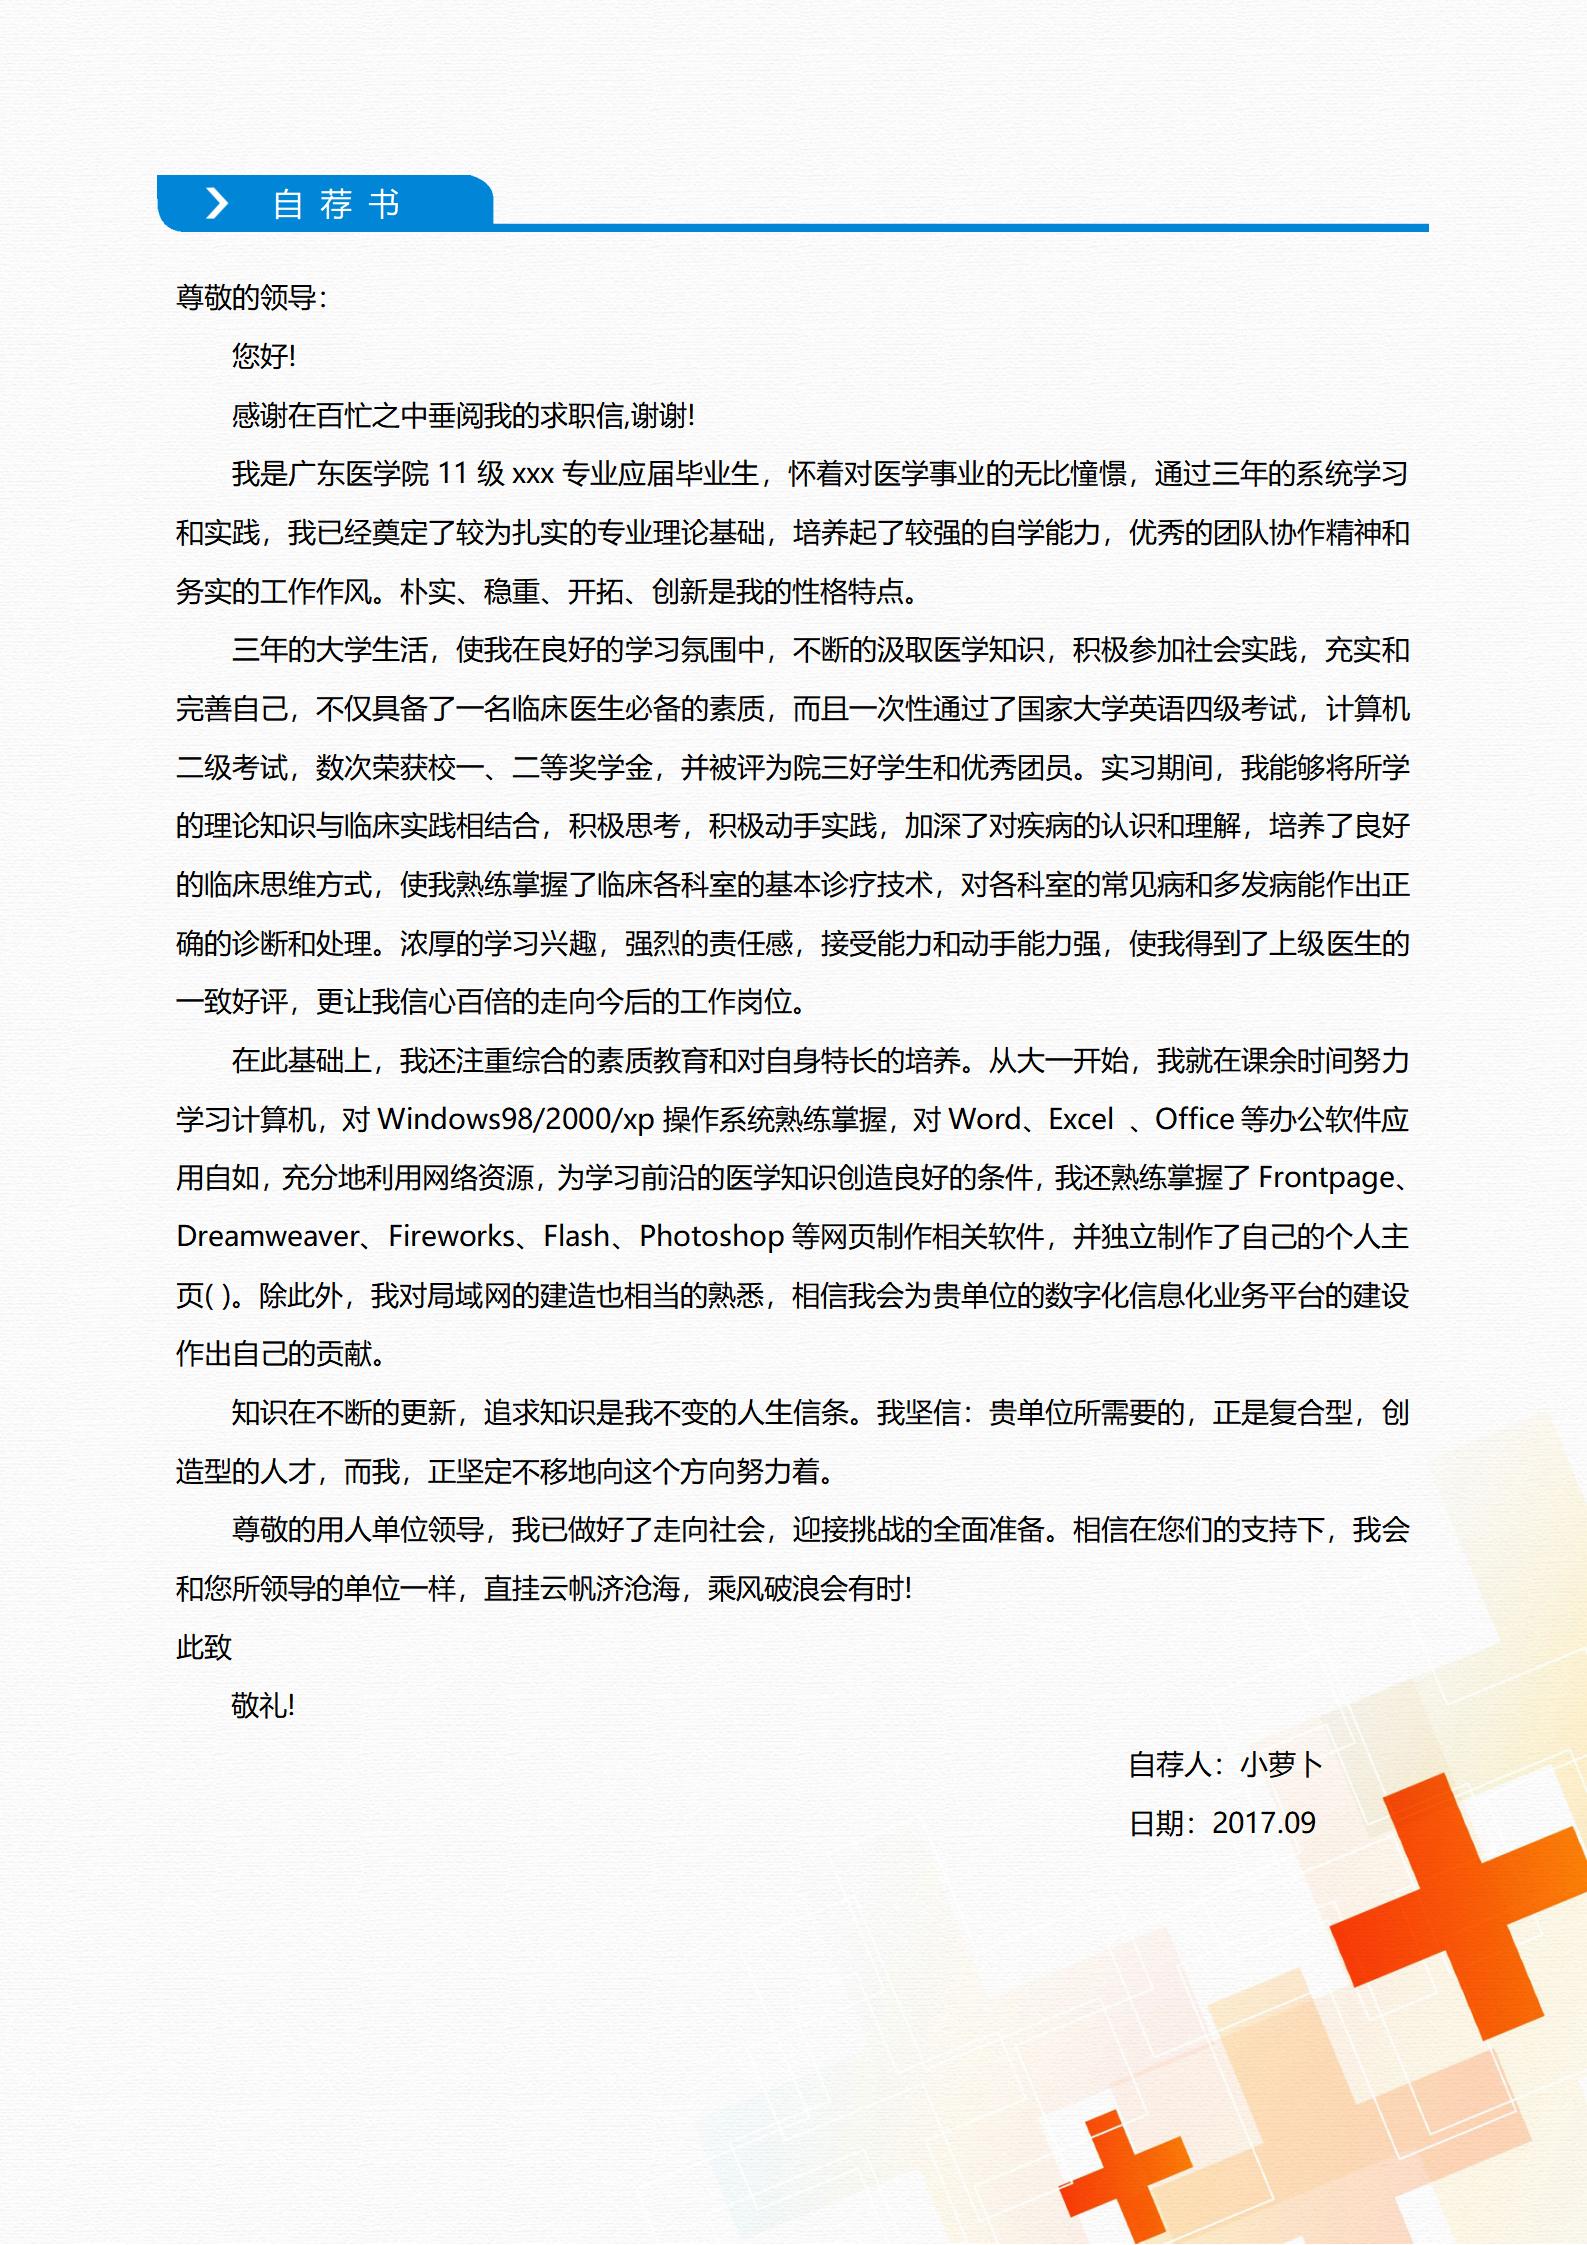 自荐书
尊敬的领导：
您好!
感谢在百忙之中垂阅我的求职信,谢谢!
我是广东医学院 11 级 xxx 专业应届毕业生，怀着对医学事业的无比憧憬，通过三年的系统学习
和实践，我已经奠定了较为扎实的专业理论基础，培养起了较强的自学能力，优秀的团队协作精神和
务实的工作作风。朴实、稳重、开拓、创新是我的性格特点。
三年的大学生活，使我在良好的学习氛围中，不断的汲取医学知识，积极参加社会实践，充实和
完善自己，不仅具备了一名临床医生必备的素质，而且一次性通过了国家大学英语四级考试，计算机
二级考试，数次荣获校一、二等奖学金，并被评为院三好学生和优秀团员。实习期间，我能够将所学
的理论知识与临床实践相结合，积极思考，积极动手实践，加深了对疾病的认识和理解，培养了良好
的临床思维方式，使我熟练掌握了临床各科室的基本诊疗技术，对各科室的常见病和多发病能作出正
确的诊断和处理。浓厚的学习兴趣，强烈的责任感，接受能力和动手能力强，使我得到了上级医生的
一致好评，更让我信心百倍的走向今后的工作岗位。
在此基础上，我还注重综合的素质教育和对自身特长的培养。从大一开始，我就在课余时间努力
学习计算机，对 Windows98/2000/xp 操作系统熟练掌握，对 Word、Excel 、Office 等办公软件应
用自如，充分地利用网络资源，为学习前沿的医学知识创造良好的条件，我还熟练掌握了 Frontpage、
Dreamweaver、Fireworks、Flash、Photoshop 等网页制作相关软件，并独立制作了自己的个人主
页( )。除此外，我对局域网的建造也相当的熟悉，相信我会为贵单位的数字化信息化业务平台的建设
作出自己的贡献。
知识在不断的更新，追求知识是我不变的人生信条。我坚信：贵单位所需要的，正是复合型，创
造型的人才，而我，正坚定不移地向这个方向努力着。
尊敬的用人单位领导，我已做好了走向社会，迎接挑战的全面准备。相信在您们的支持下，我会
和您所领导的单位一样，直挂云帆济沧海，乘风破浪会有时!
此致
敬礼!
自荐人：小萝卜
日期：2017.09